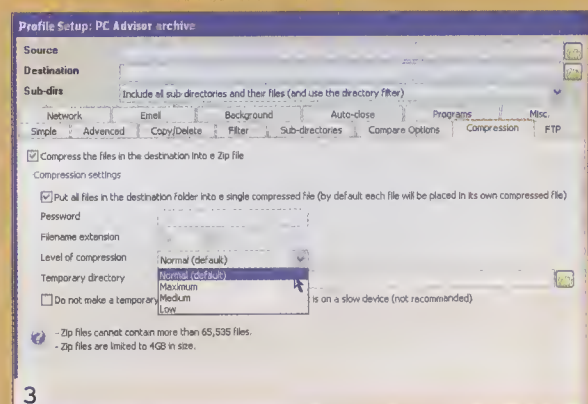 Profile Setup: PC Advisor archive
Source
Destination
Sub-dirs Include all sub directories and their files (and use the directory filter)
Network Email Background Auto-close Programs Misc.
Simple Advanced Copy/Delete Filter Sub-directories Compare Options Compression FTP
Compress the files in the destination into a Zip file
Compression settings
Put all files in the destination folder into a single compressed file (by default each file will be placed in its own compressed file)
Password
Filename extension
Level of compression Normal (default)
Temporary directory Normal (default)
Maximum
Do not make a temporary Medium is on a slow device (not recommended)
Low
- Zip files cannot contain more than 65,535 files.
- Zip files are limited to 4GB in size.
3